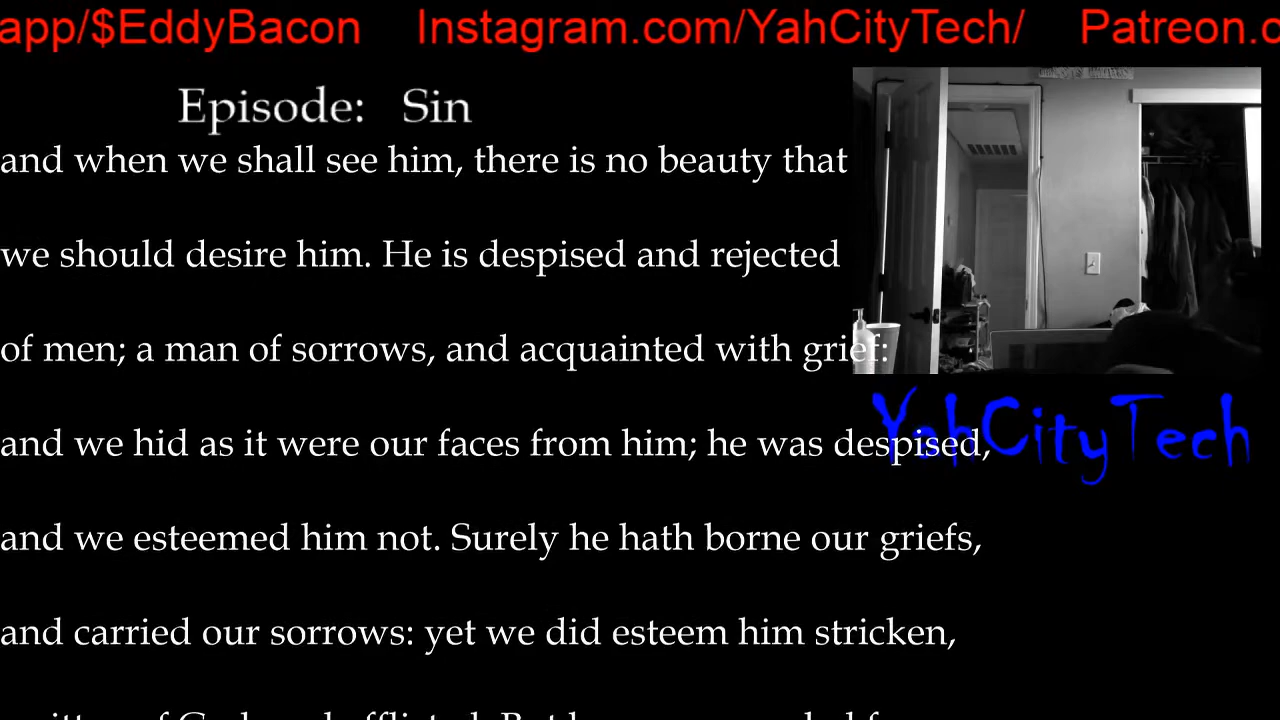 app/$EddyBacon Instagram.com/YahCityTech/ Patreon.c
Episode: Sin
and when we shall see him, there is no beauty that
we should desire him. He is despised and rejected
of men; a man of sorrows, and acquainted with grief:
YahCityTech
and we hid as it were our faces from him; he was despised,
and we esteemed him not. Surely he hath borne our griefs,
and carried our sorrows: yet we did esteem him stricken,